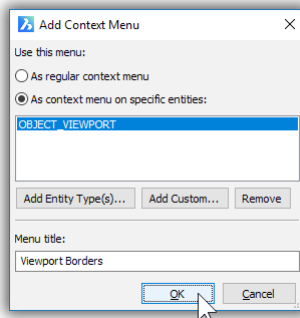 Add Context Menu
Use this menu:
As regular context menu
As context menu on specific entities:
OBJECT_VIEWPORT
Add Entity Type(s)... Add Custom... Remove
Menu title:
Viewport Borders
OK Cancel